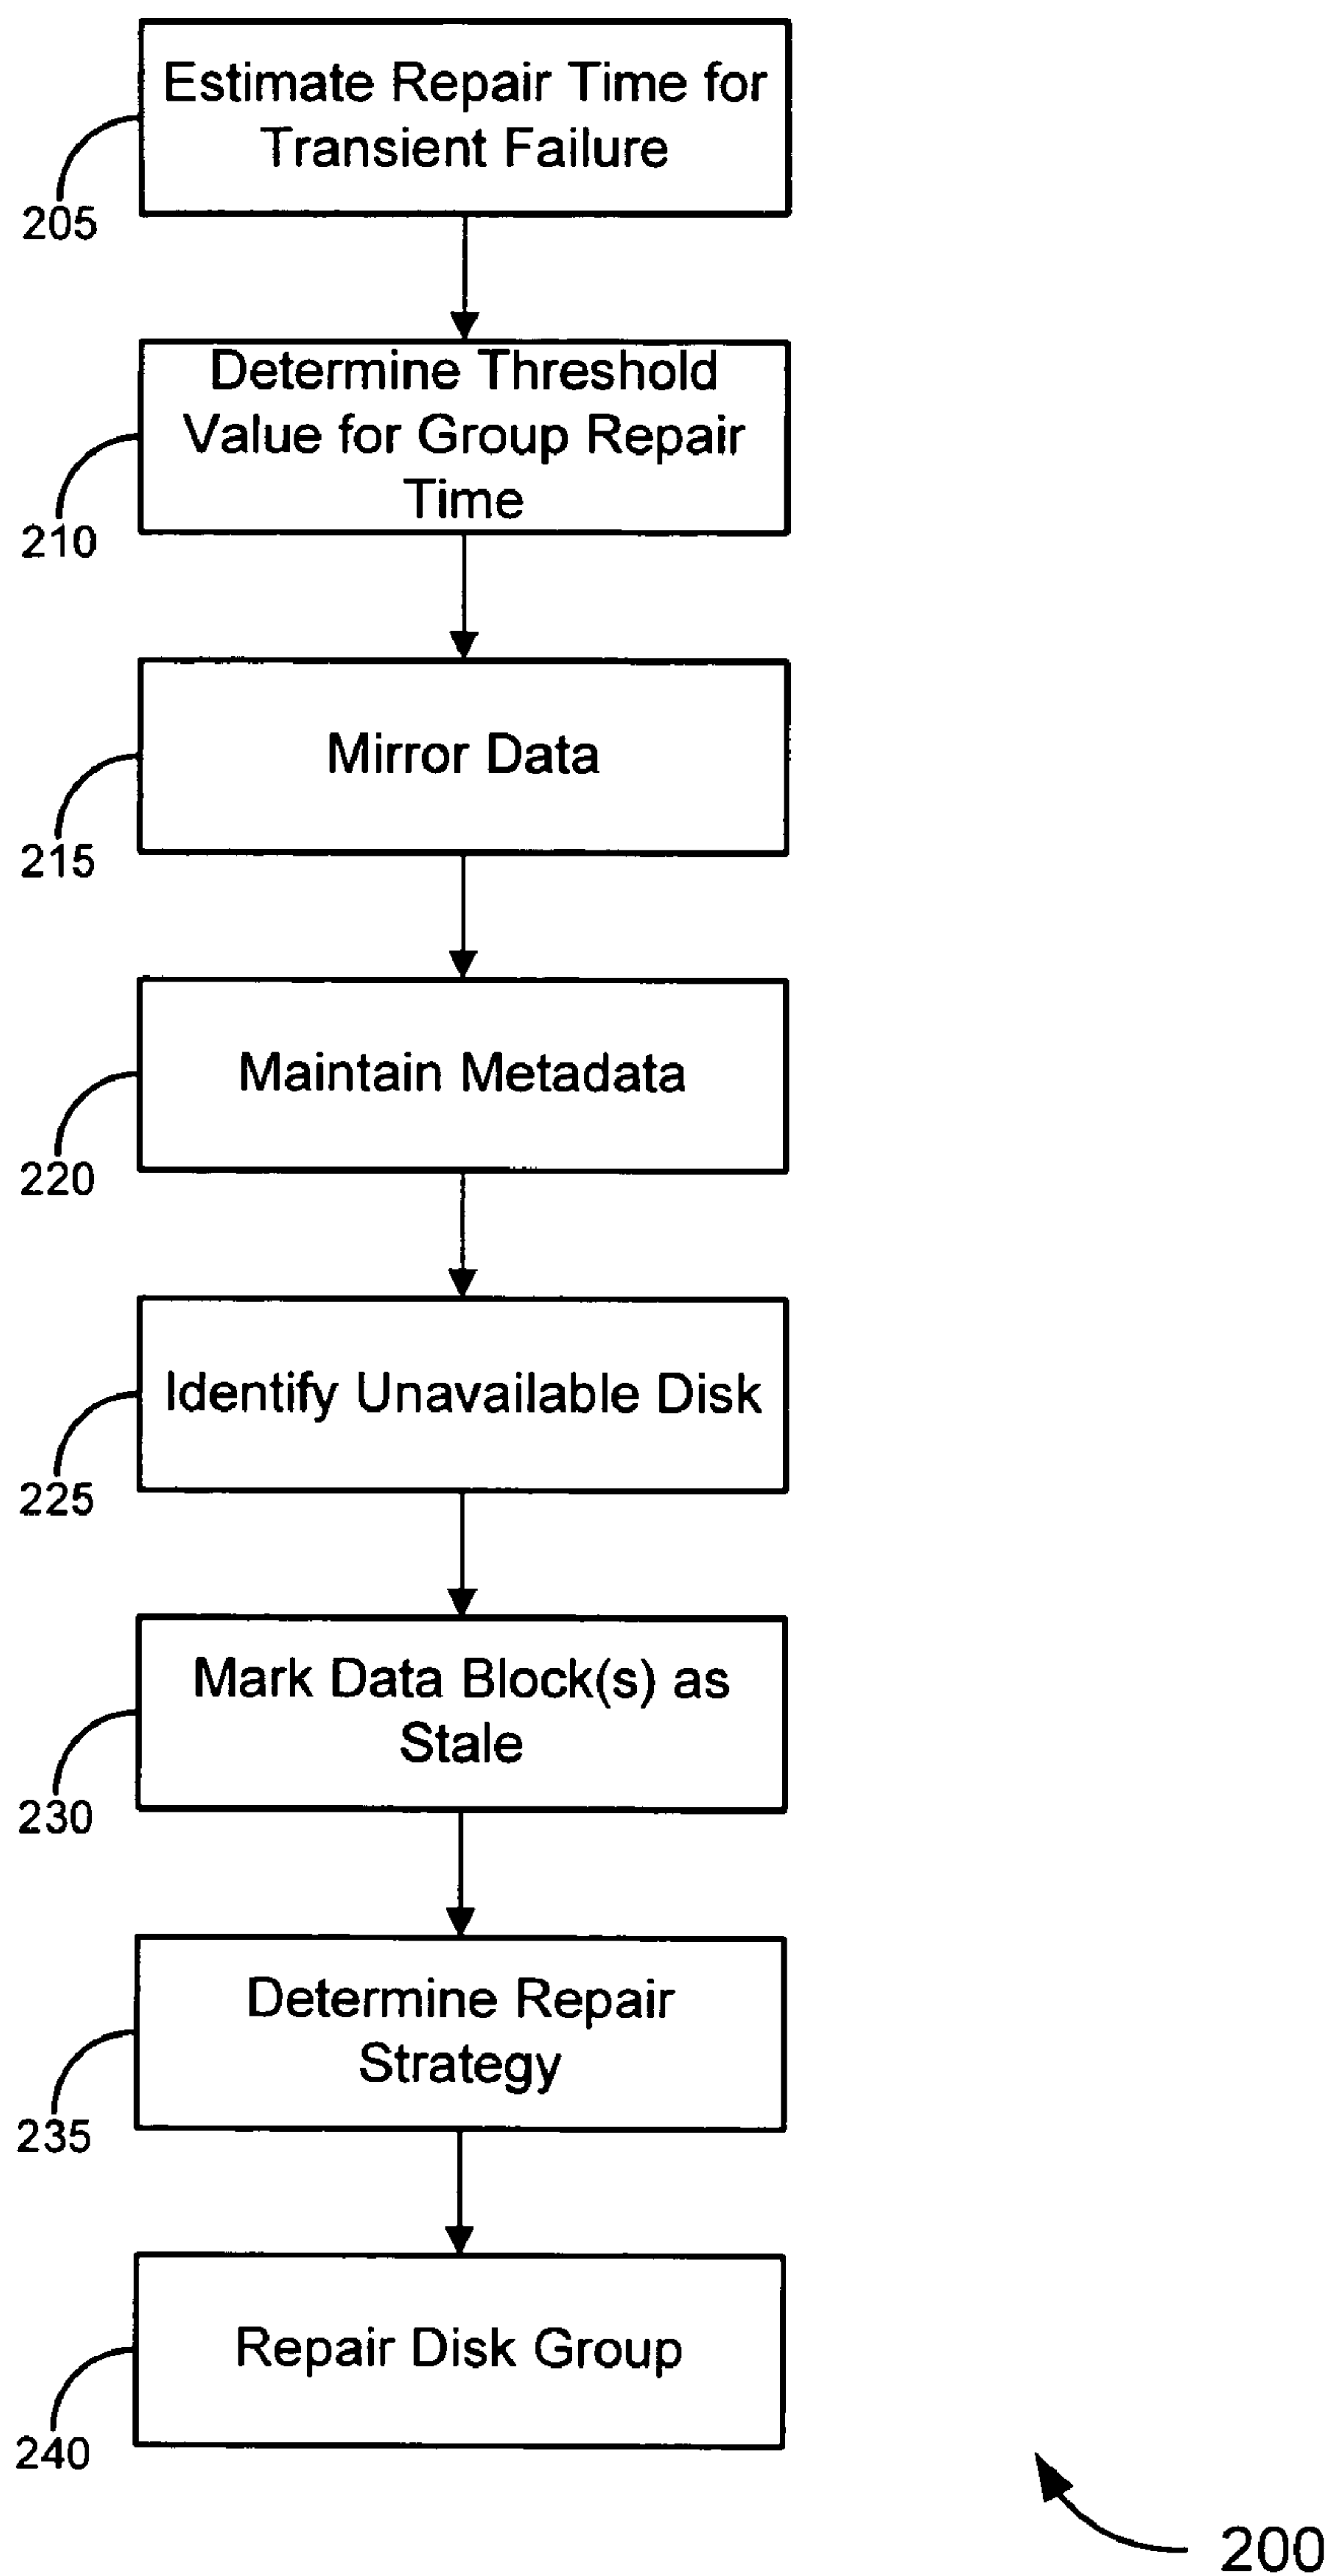 Estimate Repair Time for
Transient Failure
205
Determine Threshold
Value for Group Repair
Time
210
Mirror Data
215
Maintain Metadata
220
Identify Unavailable Disk
225
Mark Data Block(s) as
Stale
230
Determine Repair
Strategy
235
Repair Disk Group
240
200